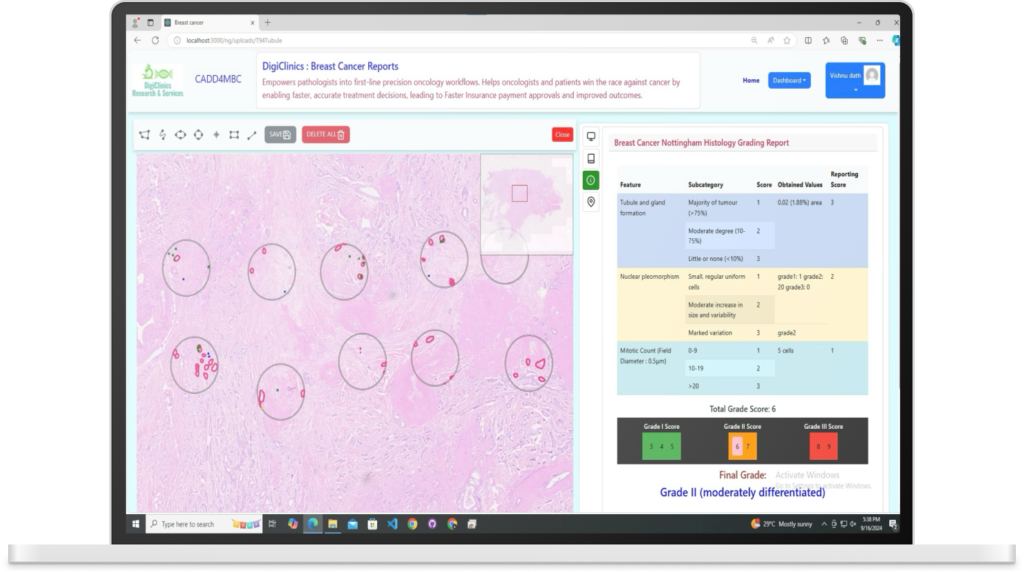 Breast cancer
localhost:3000/ng/uploads/T94Tubule
DigiClinics
Research & Services
CADD4MBC
DigiClinics : Breast Cancer Reports
Empowers pathologists into first-line precision oncology workflows. Helps oncologists and patients win the race against cancer by
enabling faster, accurate treatment decisions, leading to Faster Insurance payment approvals and improved outcomes.
Home
Dashboard
Vishnu dath
SAVE
DELETE ALL
Close
Breast Cancer Nottingham Histology Grading Report
Feature Subcategory Score Obtained Values Reporting
Score
Tubule and gland
formation
Majority of tumour
(>75%)
1
0.02 (1.88%) area
3
Moderate degree (10-
75%)
2
Little or none (<10%) 3
Nuclear pleomorphism
Small, regular uniform
cells
1
grade1: 1 grade2:
20 grade3: 0
2
Moderate increase in
size and variability
2
Marked variation 3 grade2
Mitotic Count (Field
Diameter : 0.5μm)
0-9 1 5 cells 1
10-19 2
>20 3
Total Grade Score: 6
Grade I Score Grade II Score Grade III Score
3 4 5 6 7 8 9
Final Grade:
Activate Windows
Go to Settings to activate Windows.
Grade II (moderately differentiated)
Type here to search
29°C Mostly sunny
5:38 PM
9/16/2024